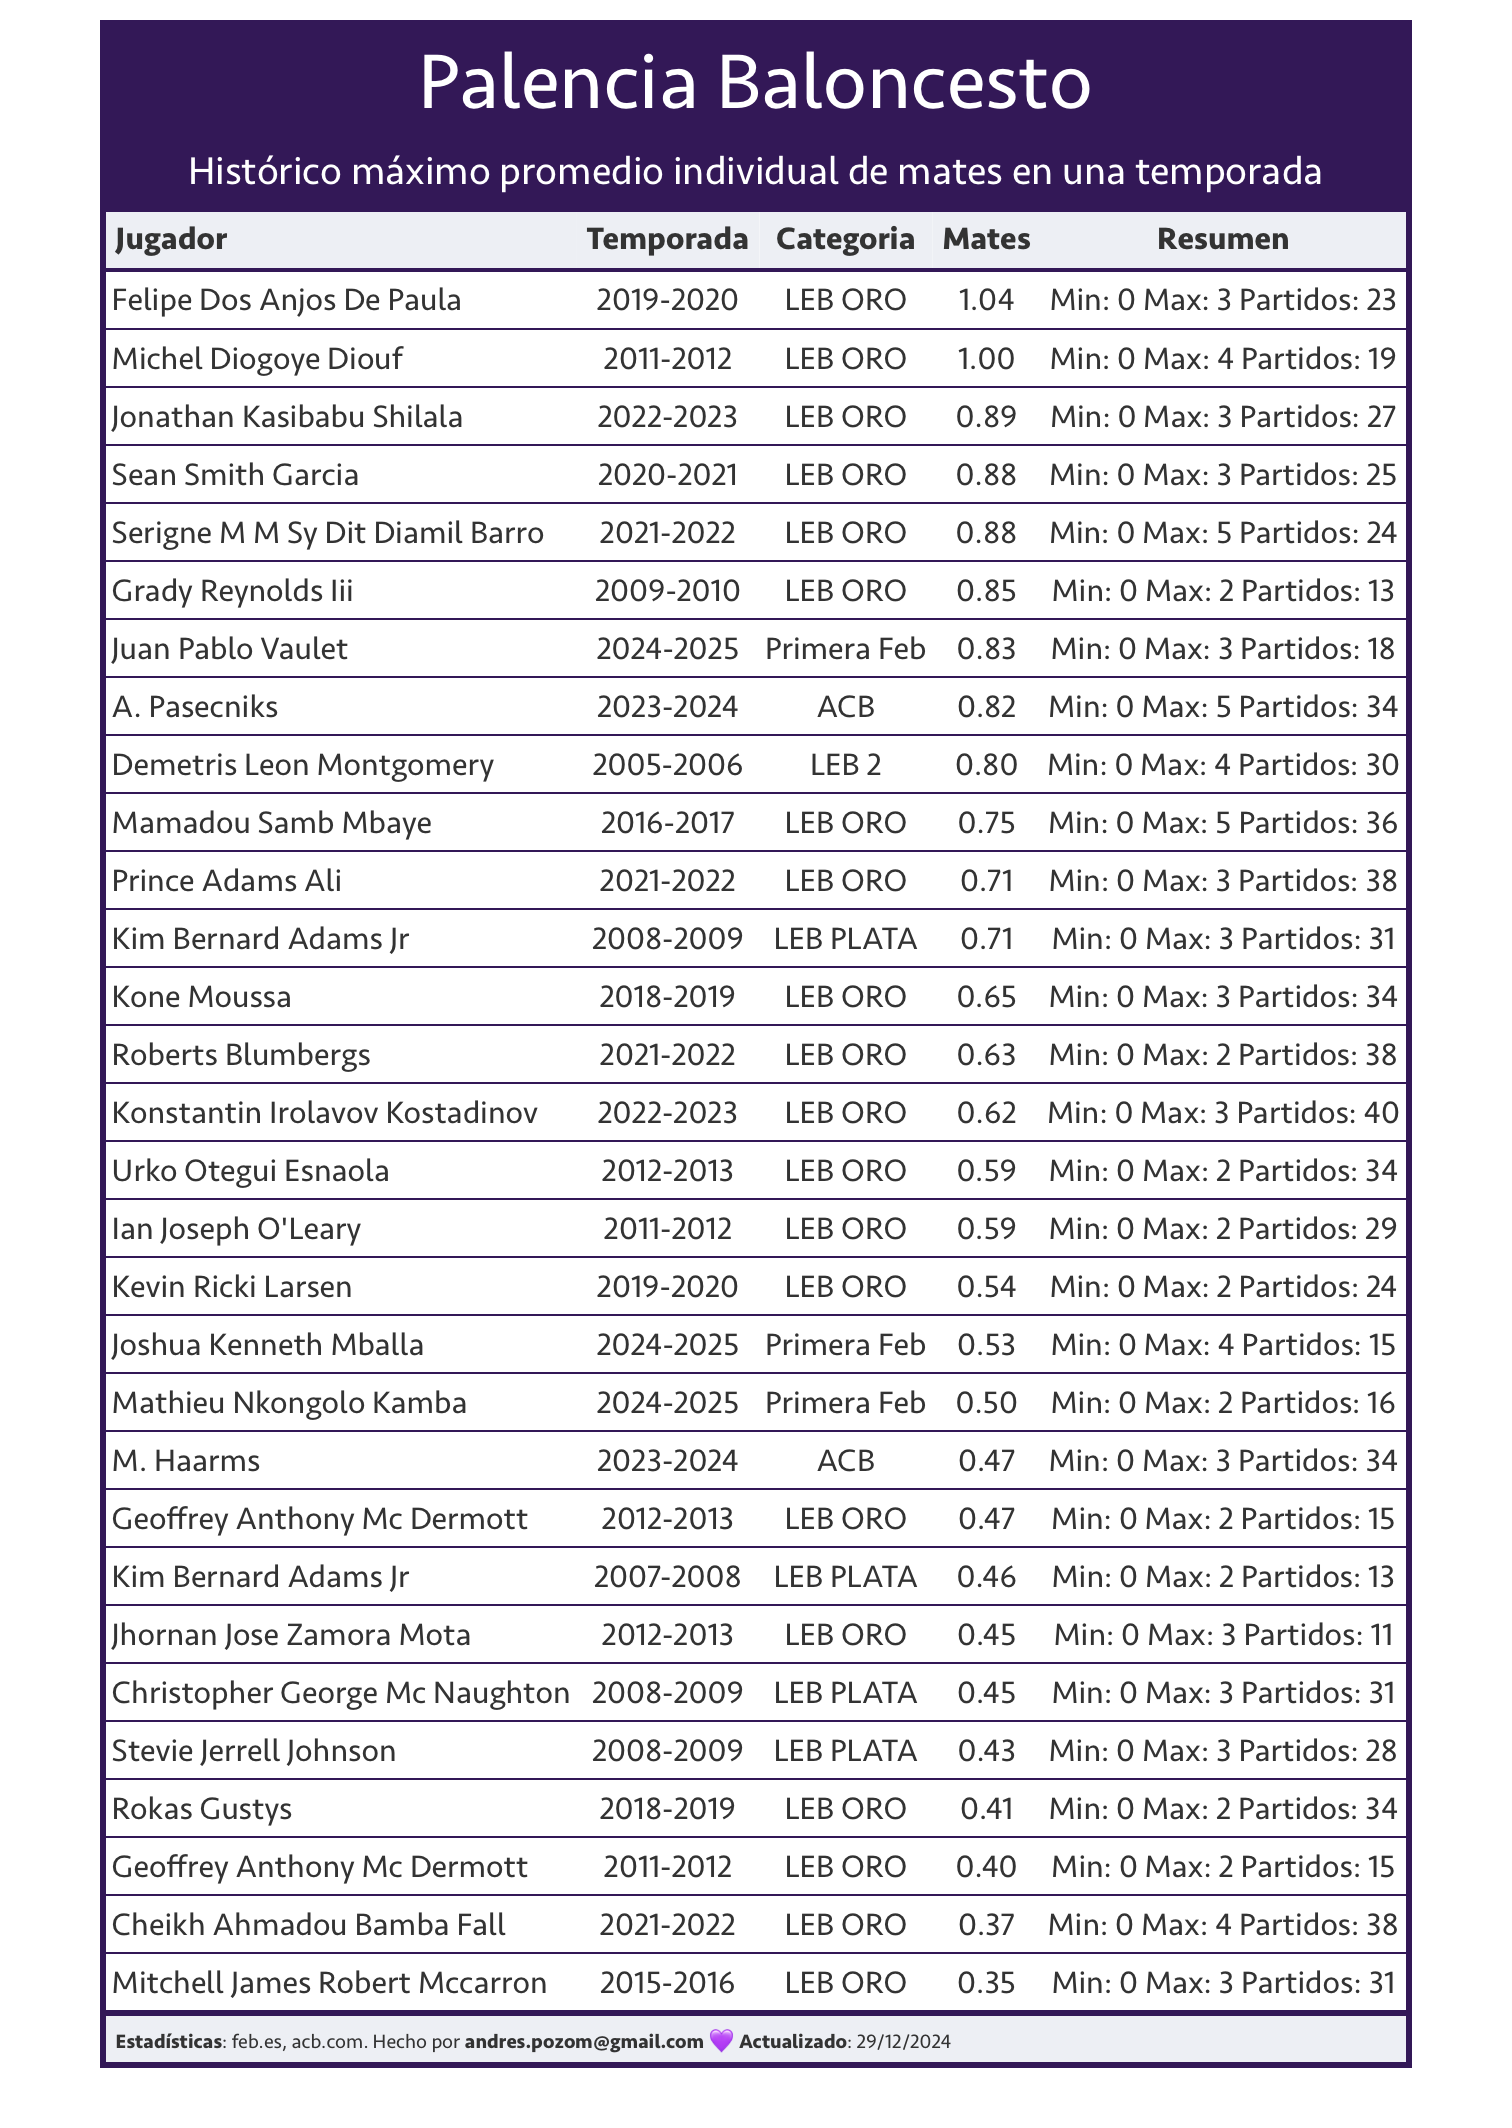 Palencia Baloncesto
Histórico máximo promedio individual de mates en una temporada
Jugador Temporada Categoria Mates Resumen
Felipe Dos Anjos De Paula 2019-2020 LEB ORO 1.04 Min: 0 Max: 3 Partidos: 23
Michel Diogoye Diouf 2011-2012 LEB ORO 1.00 Min: 0 Max: 4 Partidos: 19
Jonathan Kasibabu Shilala 2022-2023 LEB ORO 0.89 Min: 0 Max: 3 Partidos: 27
Sean Smith Garcia 2020-2021 LEB ORO 0.88 Min: 0 Max: 3 Partidos: 25
Serigne M M Sy Dit Diamil Barro 2021-2022 LEB ORO 0.88 Min: 0 Max: 5 Partidos: 24
Grady Reynolds Iii 2009-2010 LEB ORO 0.85 Min: 0 Max: 2 Partidos: 13
Juan Pablo Vaulet 2024-2025 Primera Feb 0.83 Min: 0 Max: 3 Partidos: 18
A. Pasecniks 2023-2024 ACB 0.82 Min: 0 Max: 5 Partidos: 34
Demetris Leon Montgomery 2005-2006 LEB 2 0.80 Min: 0 Max: 4 Partidos: 30
Mamadou Samb Mbaye 2016-2017 LEB ORO 0.75 Min: 0 Max: 5 Partidos: 36
Prince Adams Ali 2021-2022 LEB ORO 0.71 Min: 0 Max: 3 Partidos: 38
Kim Bernard Adams Jr 2008-2009 LEB PLATA 0.71 Min: 0 Max: 3 Partidos: 31
Kone Moussa 2018-2019 LEB ORO 0.65 Min: 0 Max: 3 Partidos: 34
Roberts Blumbergs 2021-2022 LEB ORO 0.63 Min: 0 Max: 2 Partidos: 38
Konstantin Irolavov Kostadinov 2022-2023 LEB ORO 0.62 Min: 0 Max: 3 Partidos: 40
Urko Otegui Esnaola 2012-2013 LEB ORO 0.59 Min: 0 Max: 2 Partidos: 34
Ian Joseph O'Leary 2011-2012 LEB ORO 0.59 Min: 0 Max: 2 Partidos: 29
Kevin Ricki Larsen 2019-2020 LEB ORO 0.54 Min: 0 Max: 2 Partidos: 24
Joshua Kenneth Mballa 2024-2025 Primera Feb 0.53 Min: 0 Max: 4 Partidos: 15
Mathieu Nkongolo Kamba 2024-2025 Primera Feb 0.50 Min: 0 Max: 2 Partidos: 16
M. Haarms 2023-2024 ACB 0.47 Min: 0 Max: 3 Partidos: 34
Geoffrey Anthony Mc Dermott 2012-2013 LEB ORO 0.47 Min: 0 Max: 2 Partidos: 15
Kim Bernard Adams Jr 2007-2008 LEB PLATA 0.46 Min: 0 Max: 2 Partidos: 13
Jhornan Jose Zamora Mota 2012-2013 LEB ORO 0.45 Min: 0 Max: 3 Partidos: 11
Christopher George Mc Naughton 2008-2009 LEB PLATA 0.45 Min: 0 Max: 3 Partidos: 31
Stevie Jerrell Johnson 2008-2009 LEB PLATA 0.43 Min: 0 Max: 3 Partidos: 28
Rokas Gustys 2018-2019 LEB ORO 0.41 Min: 0 Max: 2 Partidos: 34
Geoffrey Anthony Mc Dermott 2011-2012 LEB ORO 0.40 Min: 0 Max: 2 Partidos: 15
Cheikh Ahmadou Bamba Fall 2021-2022 LEB ORO 0.37 Min: 0 Max: 4 Partidos: 38
Mitchell James Robert Mccarron 2015-2016 LEB ORO 0.35 Min: 0 Max: 3 Partidos: 31
Estadísticas: feb.es, acb.com. Hecho por andres.pozom@gmail.com 💜 Actualizado: 29/12/2024